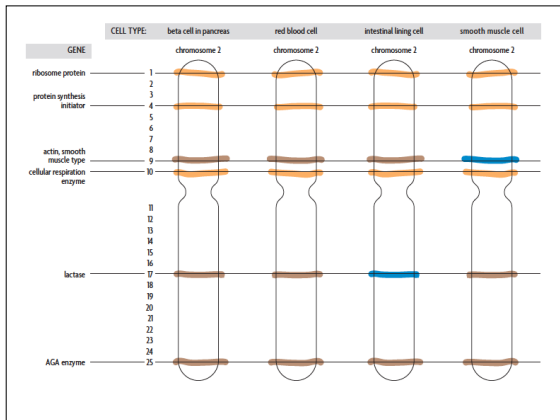 CELL TYPE: beta cell in pancreas red blood cell intestinal lining cell smooth muscle cell
GENE chromosome 2 chromosome 2 chromosome 2 chromosome 2
ribosome protein 1
2
3
protein synthesis
initiator 4
5
6
7
8
actin, smooth
muscle type 9
cellular respiration
enzyme 10
11
12
13
14
15
16
lactase 17
18
19
20
21
22
23
24
AGA enzyme 25